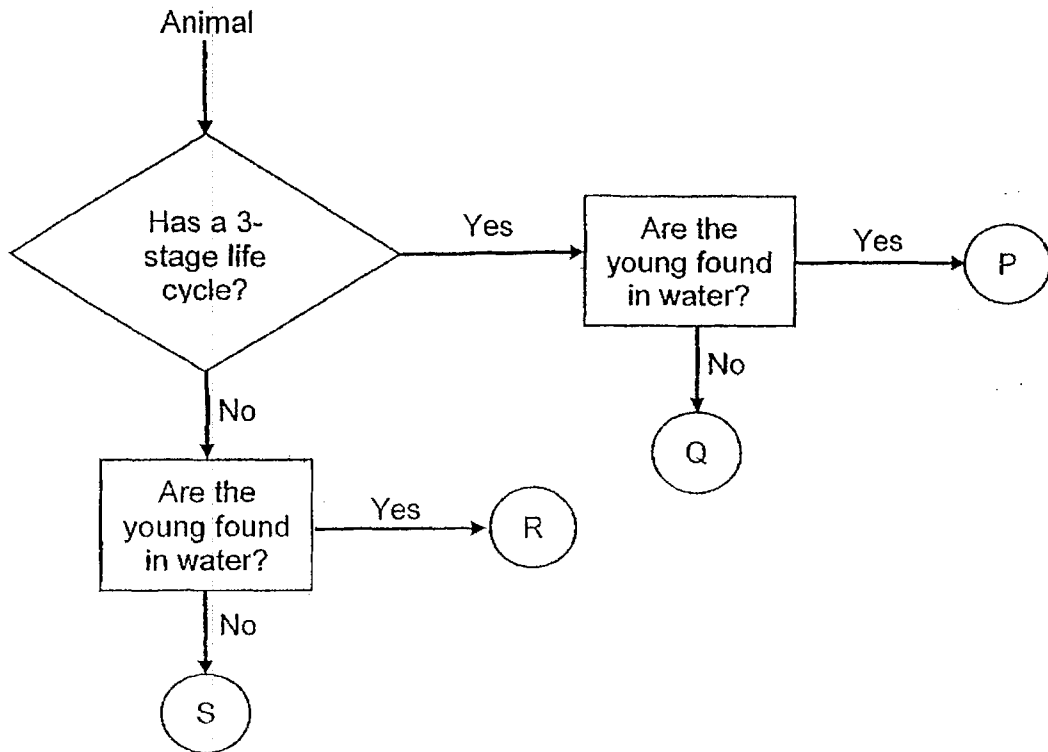 Animal
Has a 3-
stage life
cycle?
Yes
Are the
young found
in water?
Yes
P
No
Q
No
Are the
young found
in water?
Yes
R
No
S